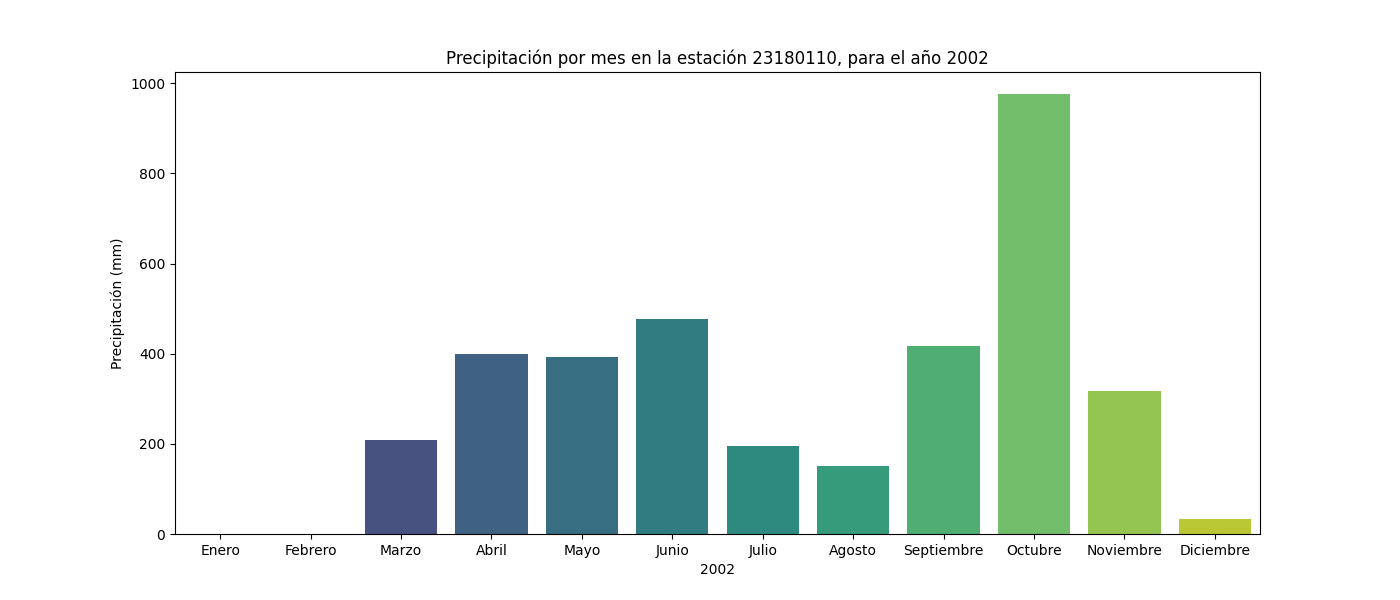 Precipitación por mes en la estación 23180110, para el año 2002
Precipitación (mm)
1000
800
600
400
200
0
Enero Febrero Marzo Abril Mayo Junio Julio Agosto Septiembre Octubre Noviembre Diciembre
2002